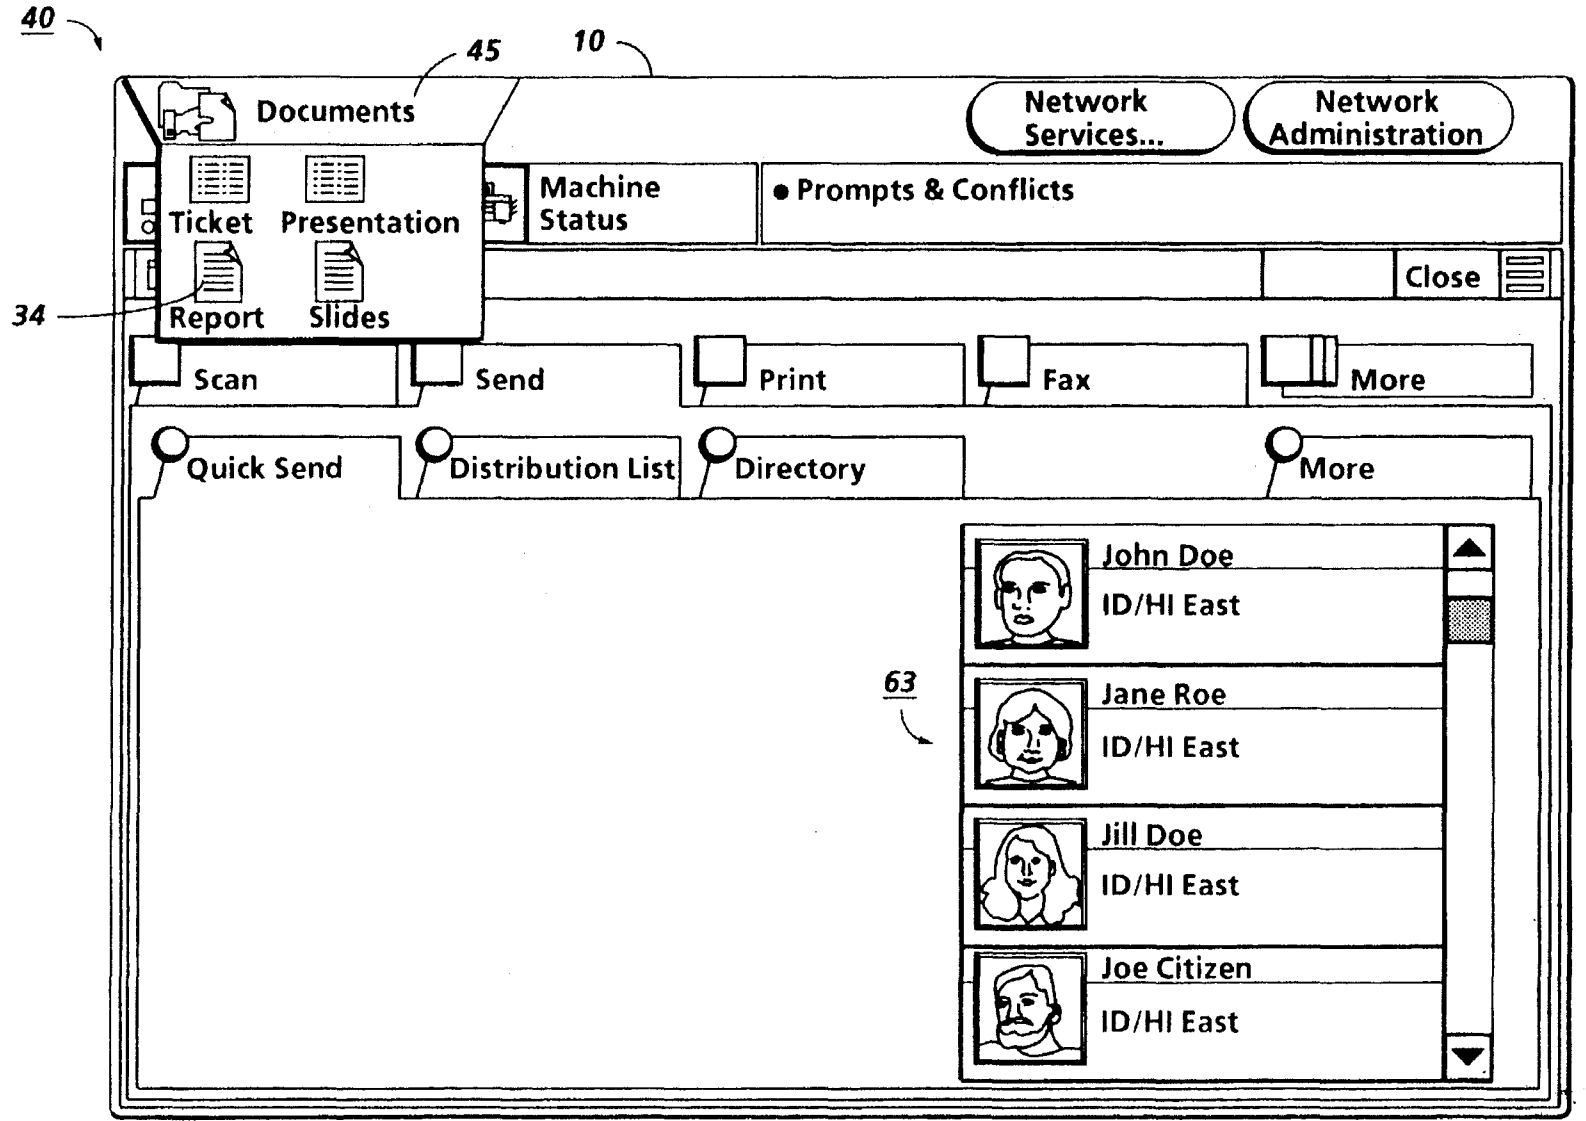 40
45
10
Documents
Network
Services...
Network
Administration
Ticket
Presentation
Machine
Status
● Prompts & Conflicts
Close
34
Report
Slides
Scan
Send
Print
Fax
More
Quick Send
Distribution List
Directory
More
63
John Doe
ID/HI East
Jane Roe
ID/HI East
Jill Doe
ID/HI East
Joe Citizen
ID/HI East